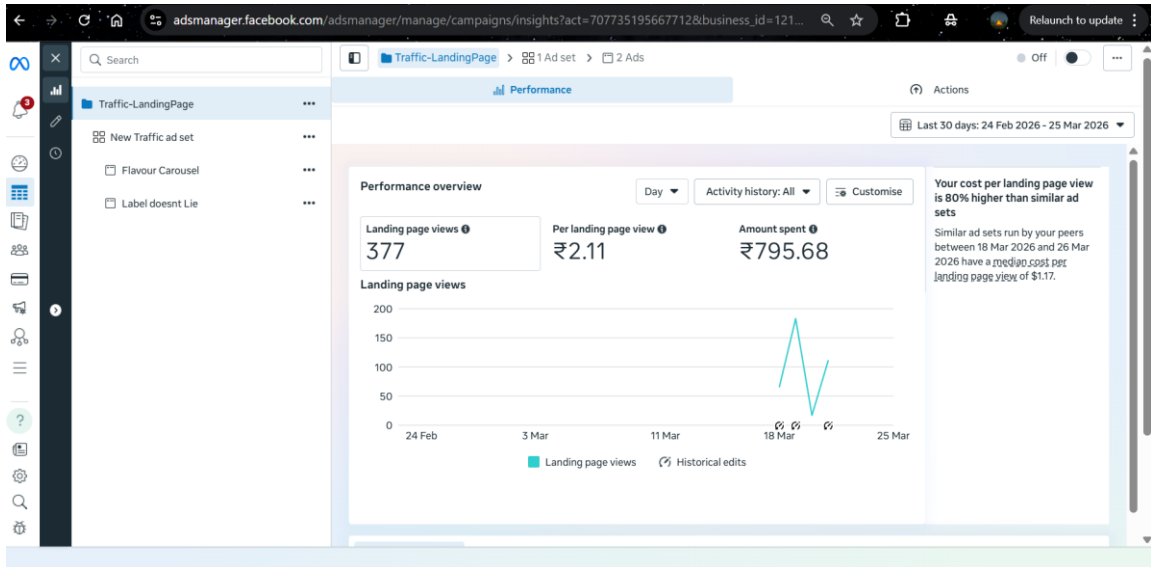 adsmanager.facebook.com/adsmanager/manage/campaigns/insights?act=707735195667712&business_id=121...
Relaunch to update
3
Search
Traffic-LandingPage
New Traffic ad set
Flavour Carousel
Label doesnt Lie
Traffic-LandingPage > 1 Ad set > 2 Ads
Off
Performance
Actions
Last 30 days: 24 Feb 2026 - 25 Mar 2026
Performance overview
Day
Activity history: All
Customise
Landing page views
377
Per landing page view
₹2.11
Amount spent
₹795.68
Landing page views
200
150
100
50
0
24 Feb
3 Mar
11 Mar
18 Mar
25 Mar
Landing page views
Historical edits
Your cost per landing page view
is 80% higher than similar ad
sets
Similar ad sets run by your peers
between 18 Mar 2026 and 26 Mar
2026 have a median cost per
landing page view of $1.17.